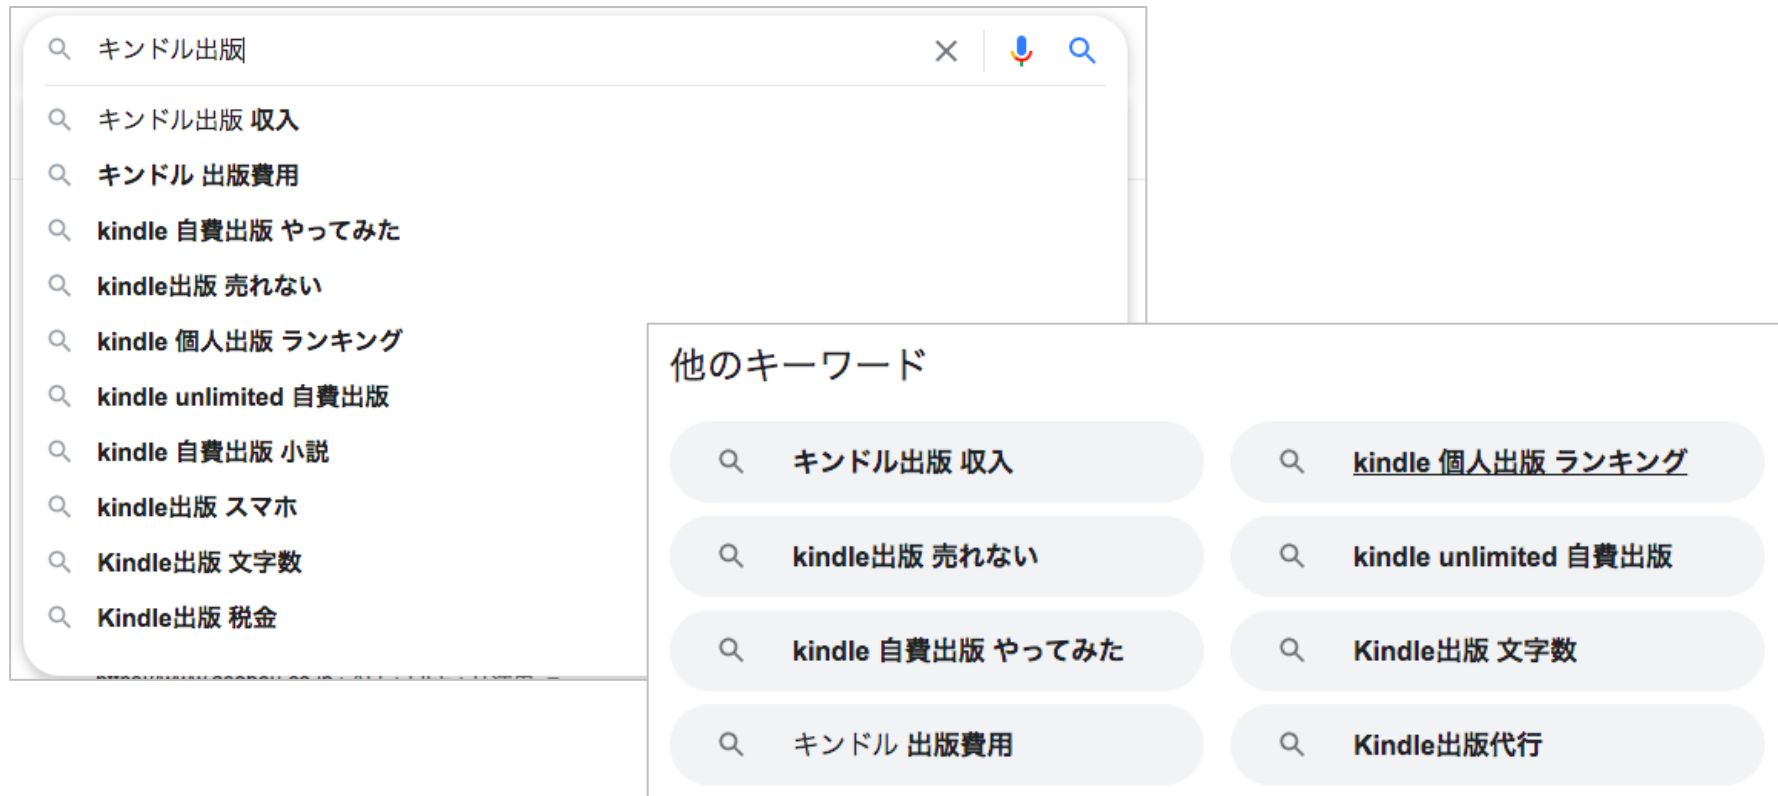 キンドル出版
キンドル出版 収入
キンドル 出版費用
kindle 自費出版 やってみた
kindle出版 売れない
kindle 個人出版 ランキング
kindle unlimited 自費出版
kindle 自費出版 小説
kindle出版 スマホ
Kindle出版 文字数
Kindle出版 税金
他のキーワード
キンドル出版 収入
kindle 個人出版 ランキング
kindle出版 売れない
kindle unlimited 自費出版
kindle 自費出版 やってみた
Kindle出版 文字数
キンドル 出版費用
Kindle出版代行